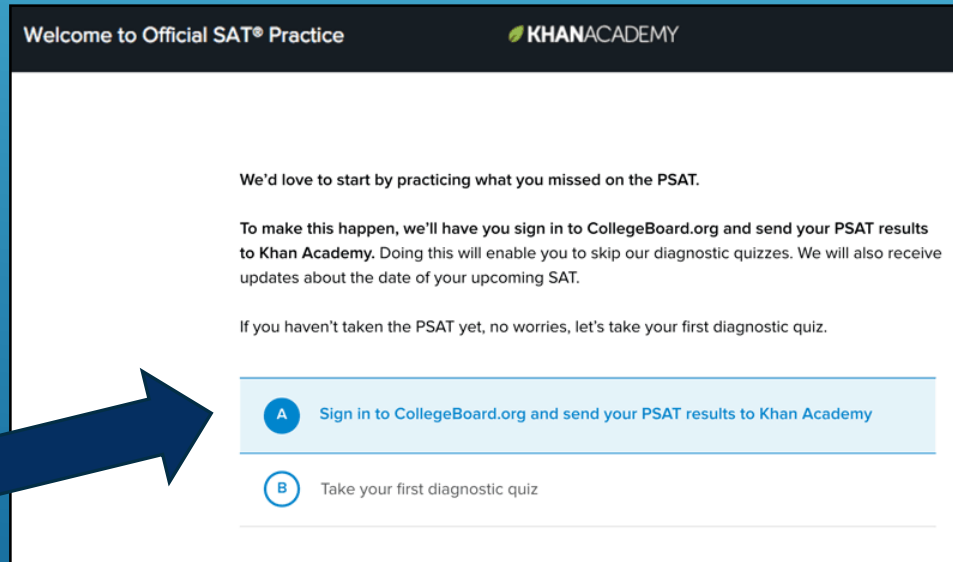 Welcome to Official SAT® Practice
KHANACADEMY
We'd love to start by practicing what you missed on the PSAT.
To make this happen, we'll have you sign in to CollegeBoard.org and send your PSAT results
to Khan Academy. Doing this will enable you to skip our diagnostic quizzes. We will also receive
updates about the date of your upcoming SAT.
If you haven't taken the PSAT yet, no worries, let's take your first diagnostic quiz.
A Sign in to CollegeBoard.org and send your PSAT results to Khan Academy
B Take your first diagnostic quiz